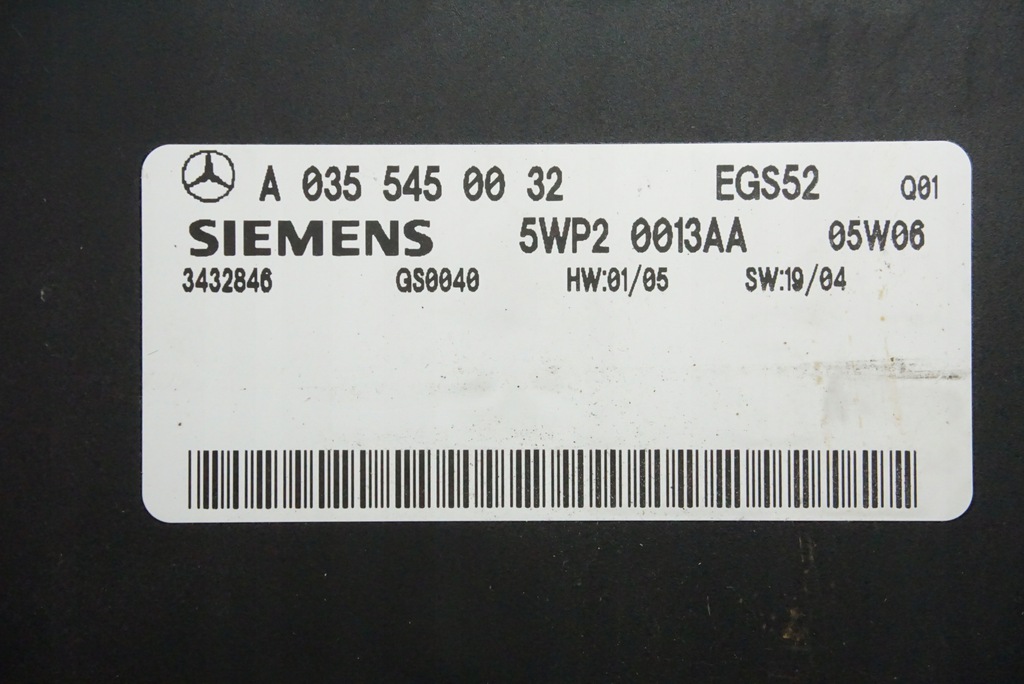 A 035 545 00 32 EGS52 Q01
SIEMENS 5WP2 0013AA 05W06
3432846 GS0040 HW:01/05 SW:19/04